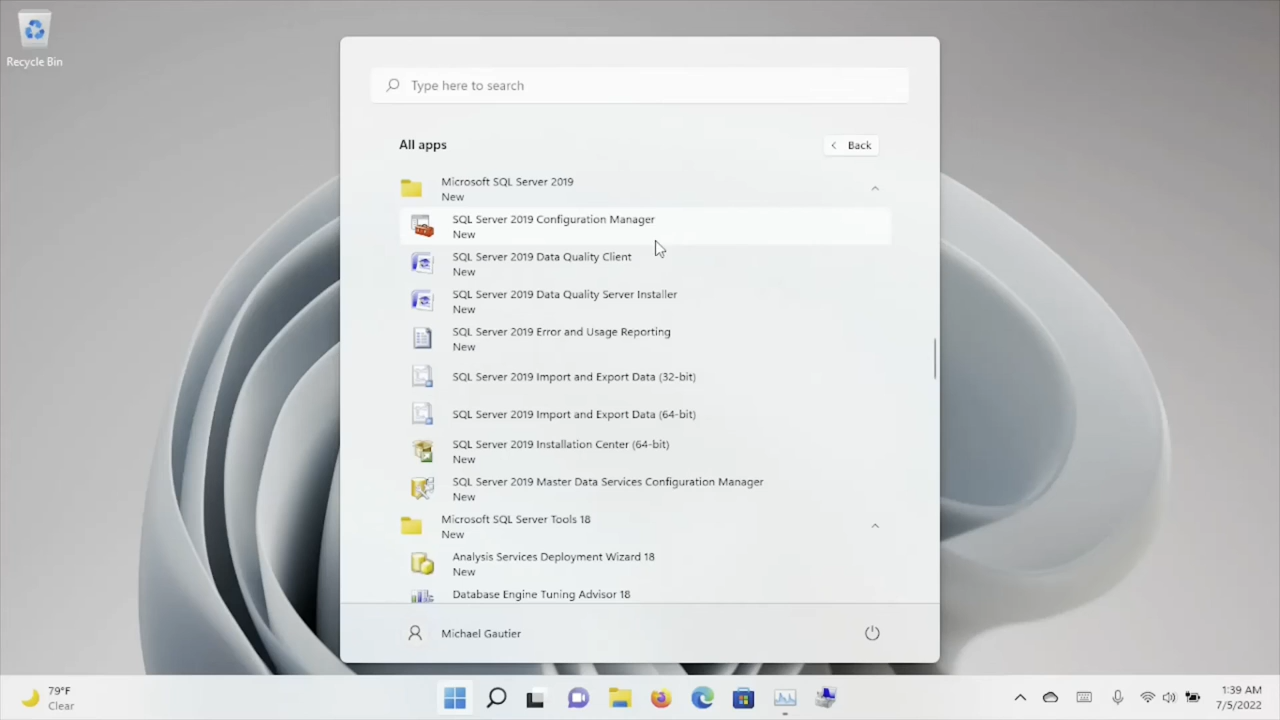 Recycle Bin
Type here to search
All apps
Back
Microsoft SQL Server 2019
New
SQL Server 2019 Configuration Manager
New
SQL Server 2019 Data Quality Client
New
SQL Server 2019 Data Quality Server Installer
New
SQL Server 2019 Error and Usage Reporting
New
SQL Server 2019 Import and Export Data (32-bit)
SQL Server 2019 Import and Export Data (64-bit)
SQL Server 2019 Installation Center (64-bit)
New
SQL Server 2019 Master Data Services Configuration Manager
New
Microsoft SQL Server Tools 18
New
Analysis Services Deployment Wizard 18
New
Database Engine Tuning Advisor 18
Michael Gautier
79°F
Clear
1:39 AM
7/5/2022